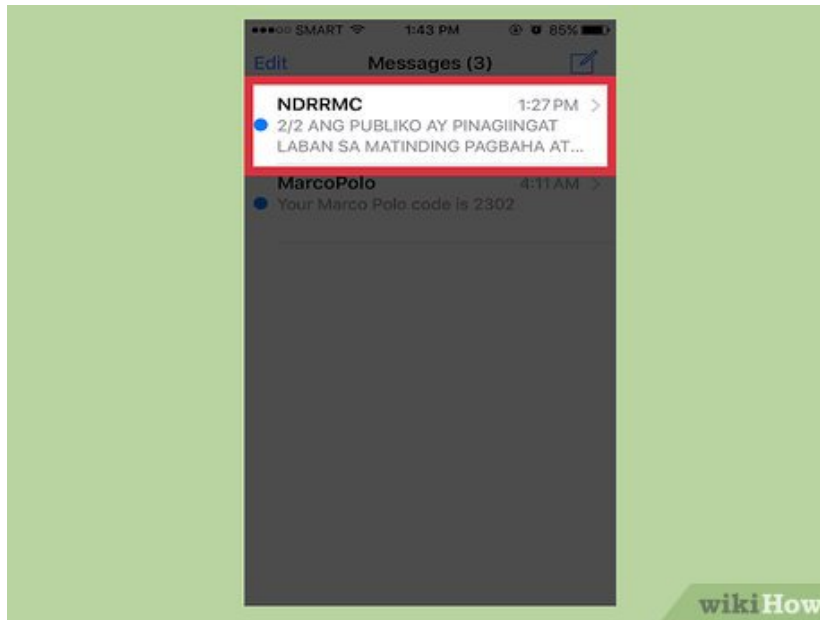 SMART 1:43 PM 85%
Edit Messages (3)
NDRRMC 1:27 PM
2/2 ANG PUBLIKO AY PINAGIINGAT
LABAN SA MATINDING PAGBAHA AT...
MarcoPolo 4:11 AM
Your Marco Polo code is 2302
wikiHow